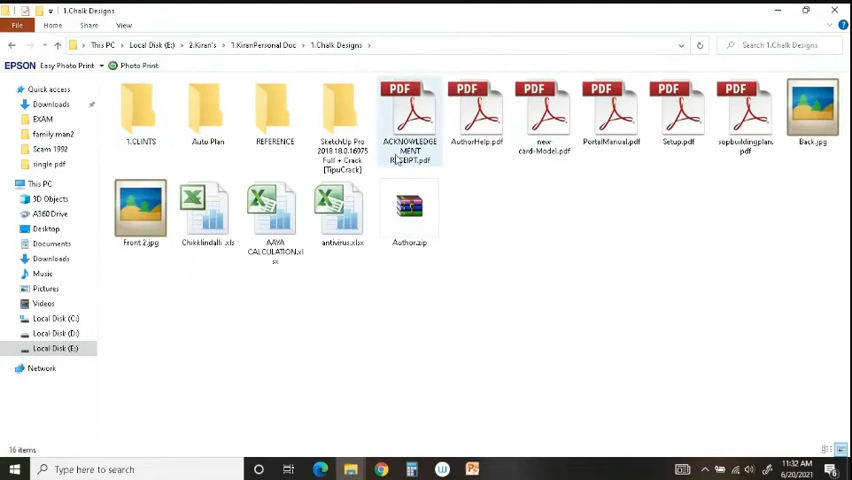 1.Chalk Designs
File
Home
Share
View
This PC > Local Disk (E:) > 2.Kiran's > 1.KiranPersonal Doc > 1.Chalk Designs >
Search 1.Chalk Designs
EPSON Easy Photo Print Photo Print
Quick access
Downloads
EXAM
family man2
Scam 1992
single pdf
This PC
3D Objects
A360 Drive
Desktop
Documents
Downloads
Music
Pictures
Videos
Local Disk (C:)
Local Disk (D:)
Local Disk (E:)
Network
PDF PDF PDF PDF PDF PDF
1.CLINTS
Auto Plan
REFERENCE
SketchUp Pro
2018 18.0.16975
Full + Crack
[TipuCrack]
ACKNOWLEDGE
MENT
RECEIPT.pdf
AuthorHelp.pdf
new
card-Model.pdf
PortalManual.pdf
Setup.pdf
sopbuildingplan.
pdf
Back.jpg
Front 2.jpg
Chikklindalli .xls
AAYA
CALCULATION.xl
sx
antivirus.xlsx
Author.zip
16 items
Type here to search
11:32 AM
6/20/2021